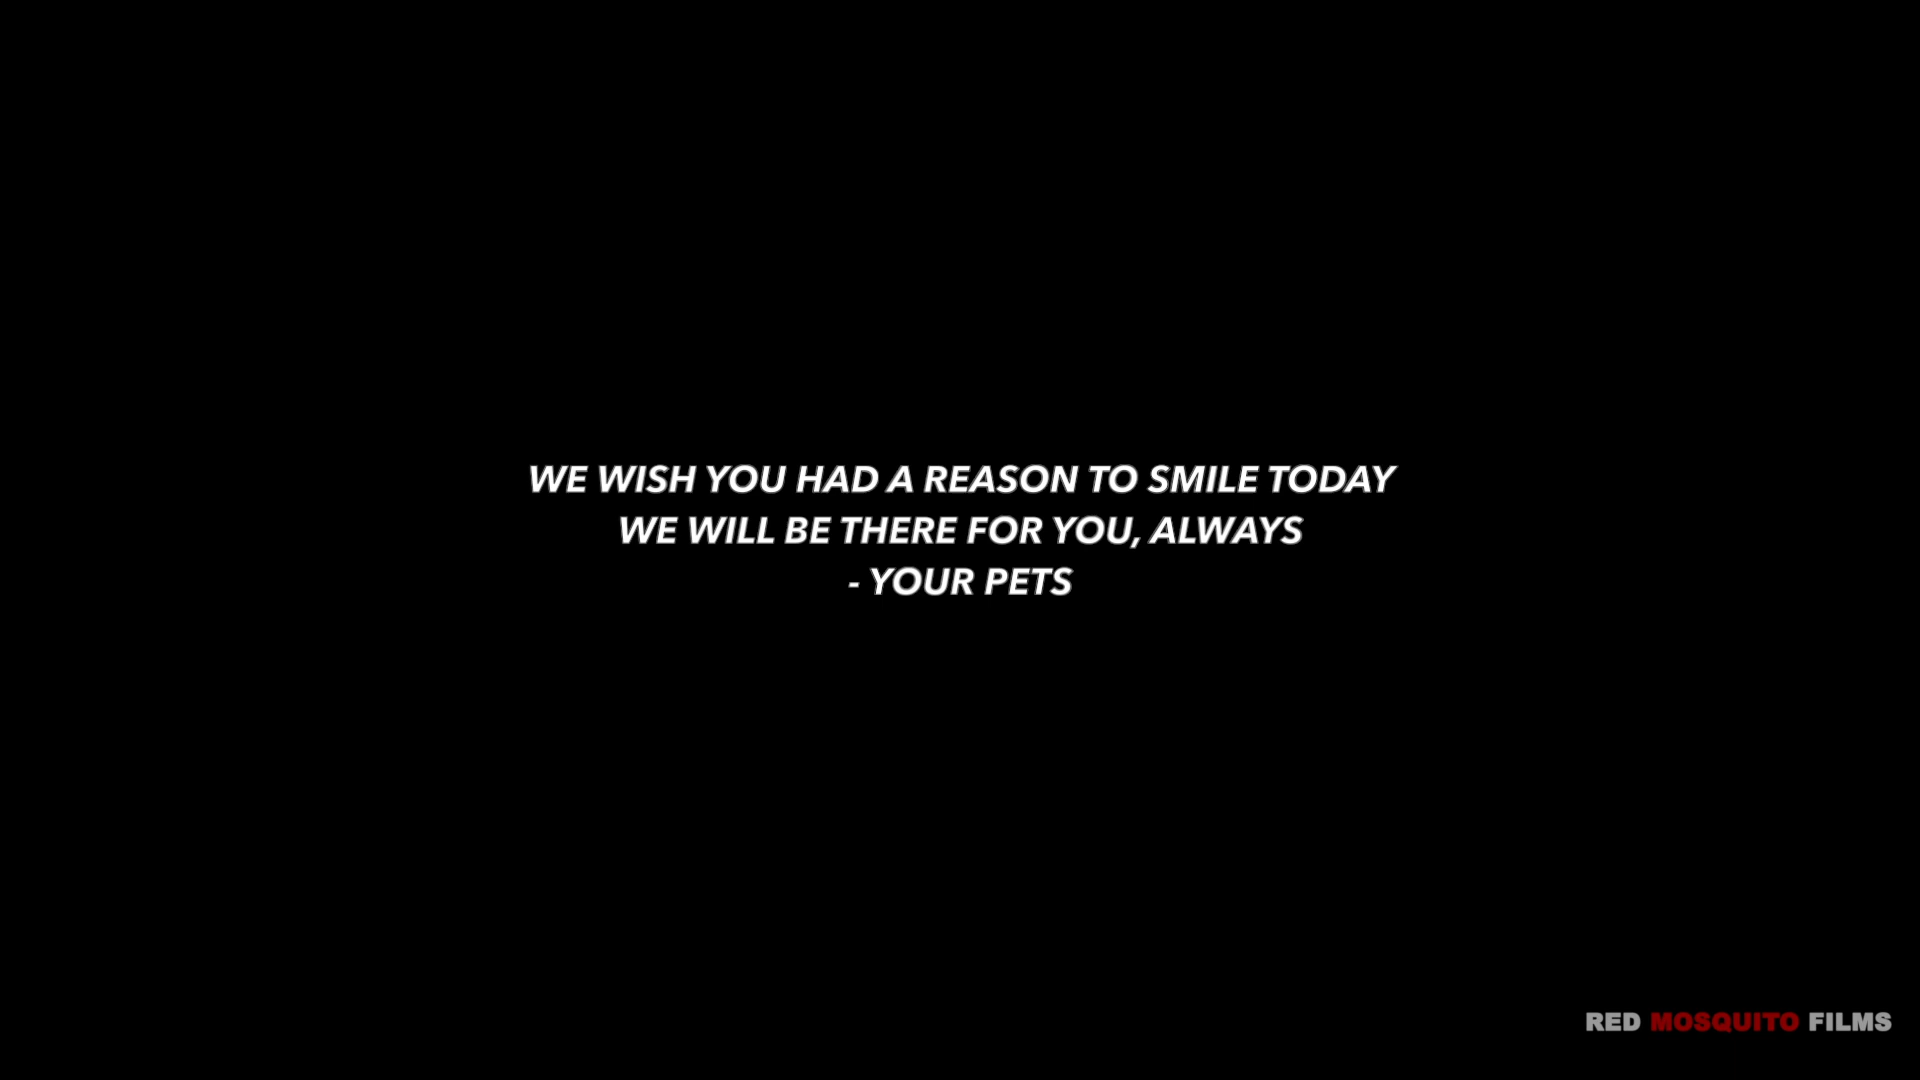 WE WISH YOU HAD A REASON TO SMILE TODAY
WE WILL BE THERE FOR YOU, ALWAYS
- YOUR PETS
RED MOSQUITO FILMS